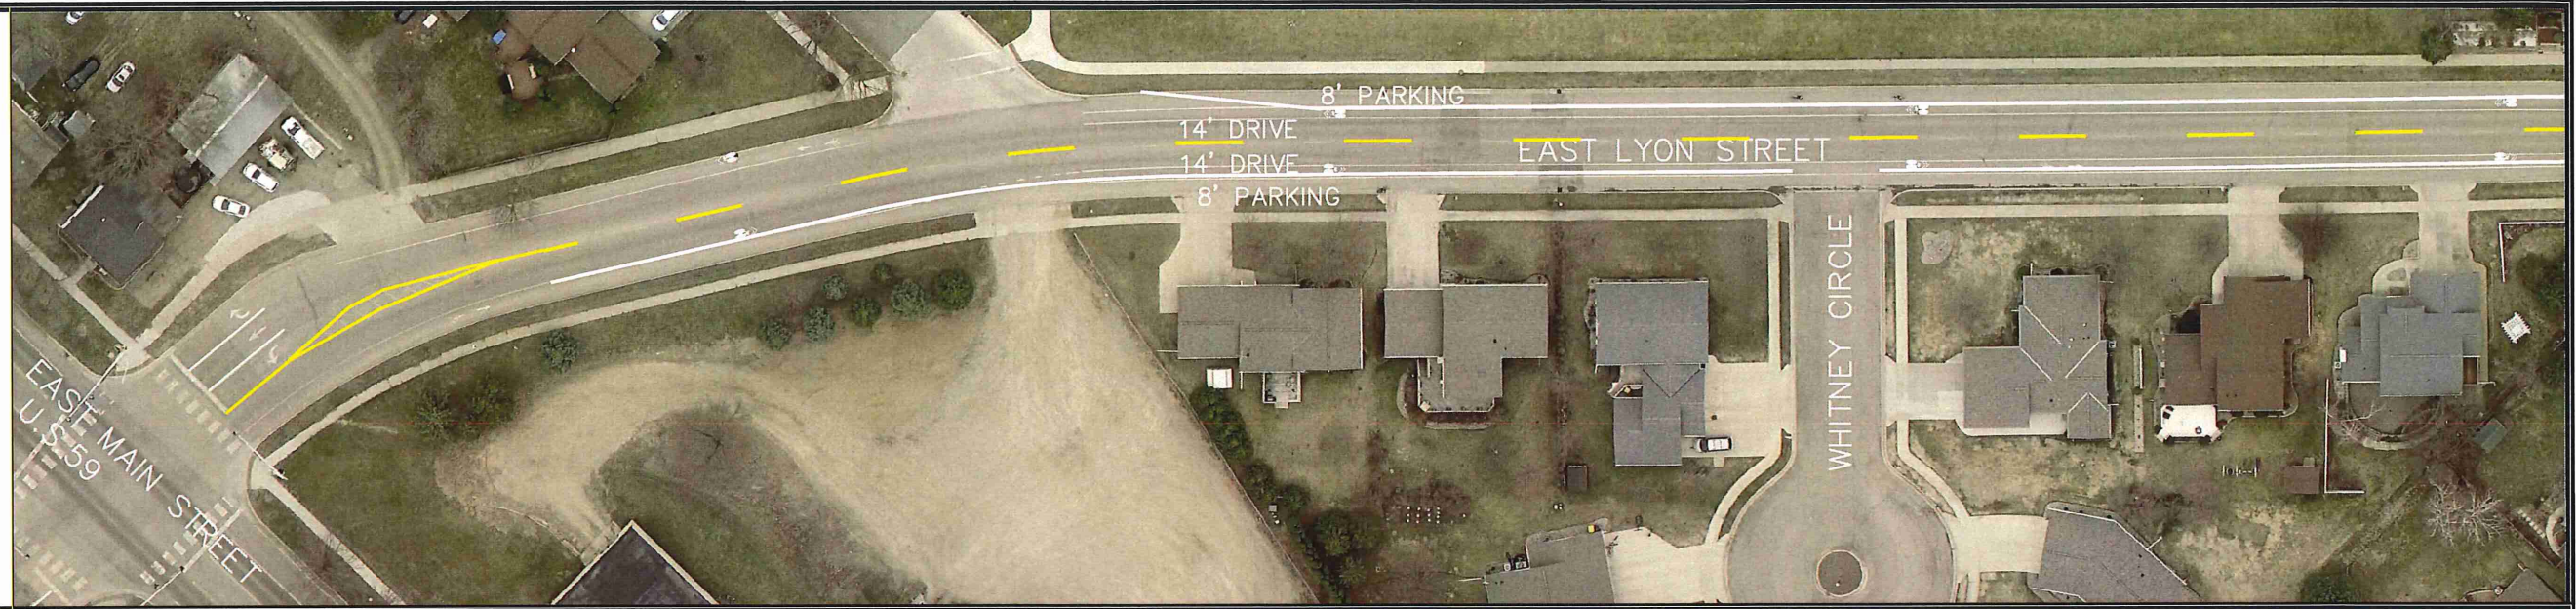 8' PARKING
14' DRIVE
EAST LYON STREET
14' DRIVE
8' PARKING
WHITNEY CIRCLE
EAST MAIN STREET
U.S 59